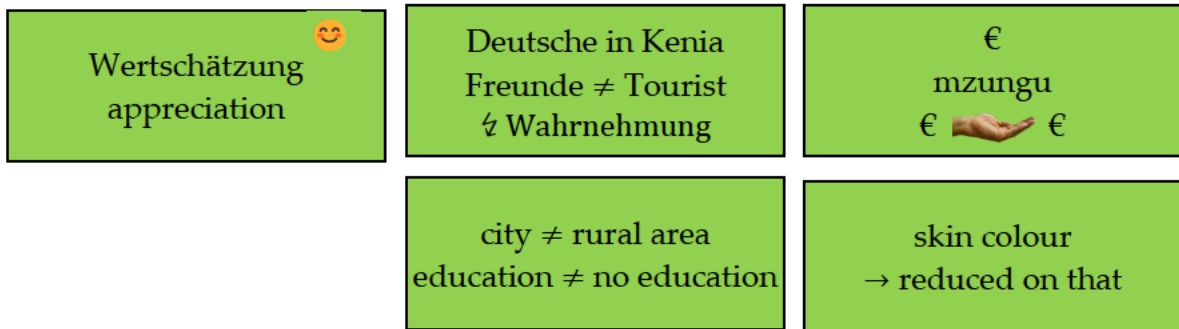 Wertschätzung
appreciation
Deutsche in Kenia
Freunde ≠ Tourist
↯ Wahrnehmung
€
mzungu
€ €
city ≠ rural area
education ≠ no education
skin colour
→ reduced on that